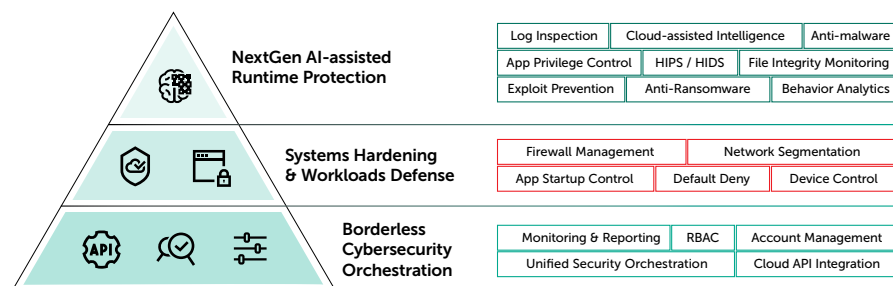 NextGen AI-assisted
Runtime Protection
Log Inspection
Cloud-assisted Intelligence
Anti-malware
App Privilege Control
HIPS / HIDS
File Integrity Monitoring
Exploit Prevention
Anti-Ransomware
Behavior Analytics
Systems Hardening
& Workloads Defense
Firewall Management
Network Segmentation
App Startup Control
Default Deny
Device Control
API
Borderless
Cybersecurity
Orchestration
Monitoring & Reporting
RBAC
Account Management
Unified Security Orchestration
Cloud API Integration